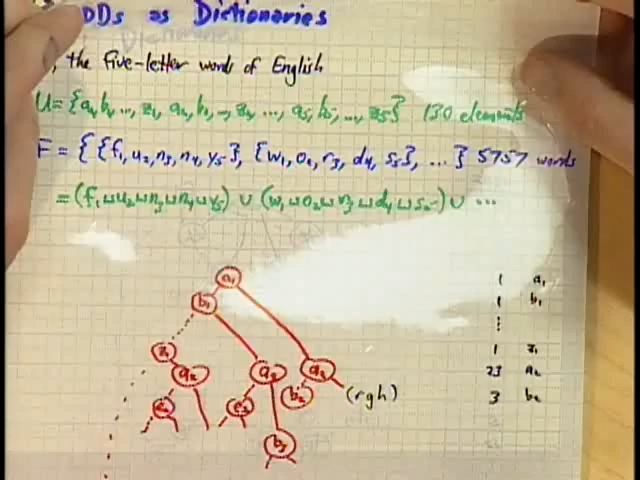 DDs as Dictionaries
, the five-letter words of English
U = {a₁, b₁, ..., z₁, a₂, b₂, ..., z₂, ..., a₅, b₅, ..., z₅} 130 elements
F = { {f₁, u₂, n₃, n₄, y₅}, {w₁, o₂, r₃, d₄, s₅}, ... } 5757 words
= (f₁ ⊔ u₂ ⊔ n₃ ⊔ n₄ ⊔ y₅) ∪ (w₁ ⊔ o₂ ⊔ r₃ ⊔ d₄ ⊔ s₅) ∪ ...
a₁
1 a₁
b₁
1 b₁
⋮
z₁
1 z₁
a₂ a₂ a₂
23 a₂
b₂ (rgh)
3 b₂
b₃